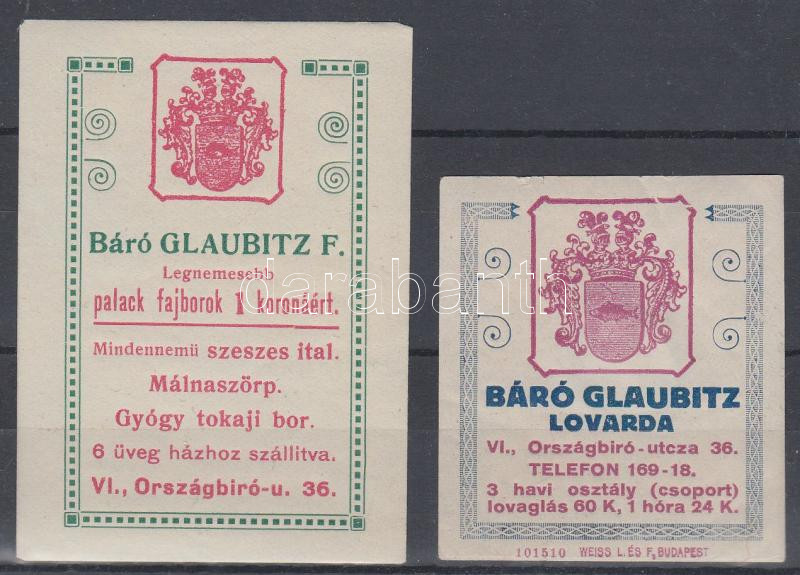 Báró GLAUBITZ F.
Legnemesebb
palack fajborok 1 koronáért.
Mindennemü szeszes ital.
Málnaszörp.
Gyógy tokaji bor.
6 üveg házhoz szállitva.
VI., Országbiró-u. 36.
BÁRÓ GLAUBITZ
LOVARDA
VI., Országbiró-utcza 36.
TELEFON 169-18.
3 havi osztály (csoport)
lovaglás 60 K, 1 hóra 24 K.
101510 WEISS L. ÉS F., BUDAPEST
darabanth